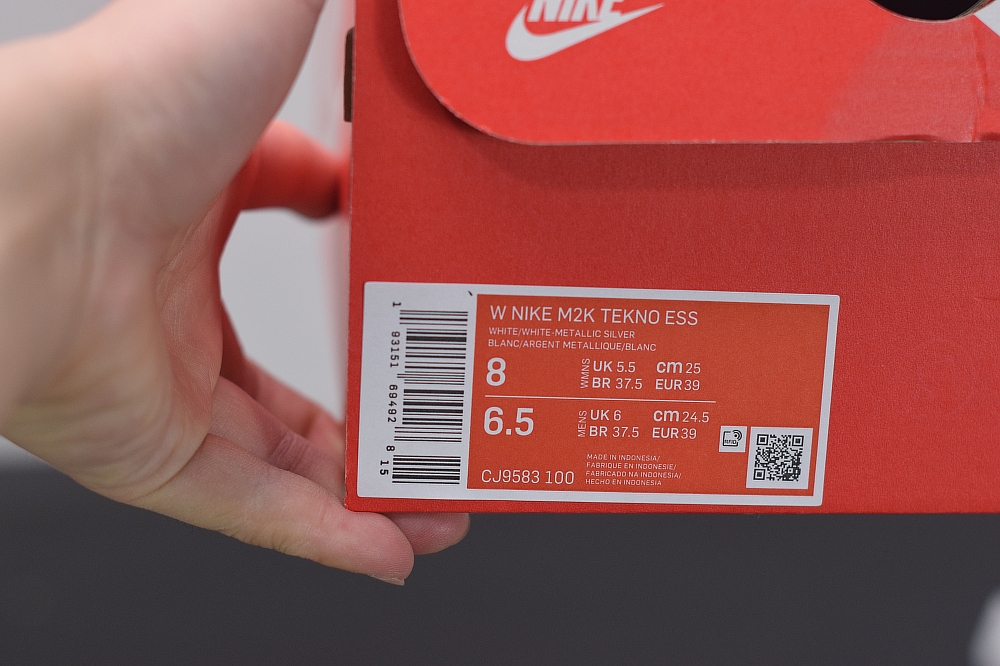 NIKE
W NIKE M2K TEKNO ESS
WHITE/WHITE-METALLIC SILVER
BLANC/ARGENT METALLIQUE/BLANC
8 WMNS UK 5.5 cm 25
BR 37.5 EUR 39
6.5 MENS UK 6 cm 24.5
BR 37.5 EUR 39
RFID
CJ9583 100
MADE IN INDONESIA/
FABRIQUE EN INDONESIE/
FABRICADO NA INDONESIA/
HECHO EN INDONESIA
1 93151 69492 8 15